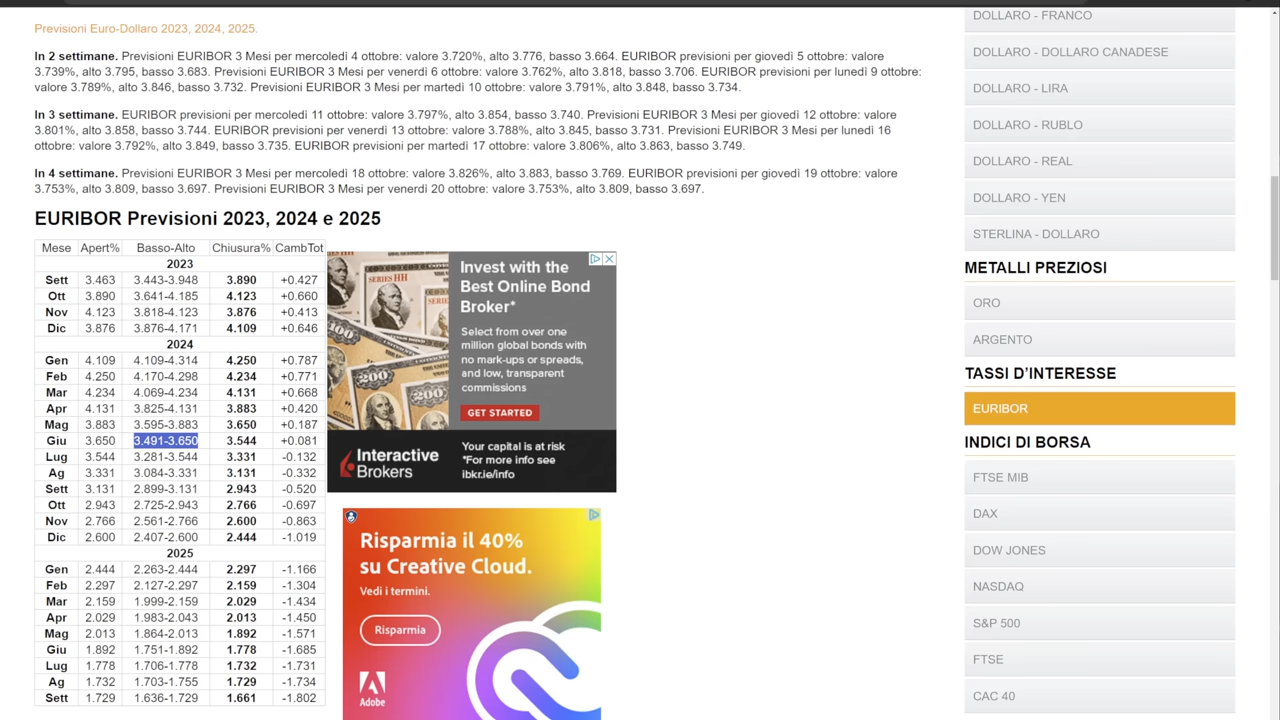 Previsioni Euro-Dollaro 2023, 2024, 2025.
In 2 settimane. Previsioni EURIBOR 3 Mesi per mercoledì 4 ottobre: valore 3.720%, alto 3.776, basso 3.664. EURIBOR previsioni per giovedì 5 ottobre: valore
3.739%, alto 3.795, basso 3.683. Previsioni EURIBOR 3 Mesi per venerdi 6 ottobre: valore 3.762%, alto 3.818, basso 3.706. EURIBOR previsioni per lunedì 9 ottobre:
valore 3.789%, alto 3.846, basso 3.732. Previsioni EURIBOR 3 Mesi per martedì 10 ottobre: valore 3.791%, alto 3.848, basso 3.734.
In 3 settimane. EURIBOR previsioni per mercoledì 11 ottobre: valore 3.797%, alto 3.854, basso 3.740. Previsioni EURIBOR 3 Mesi per giovedì 12 ottobre: valore
3.801%, alto 3.858, basso 3.744. EURIBOR previsioni per venerdì 13 ottobre: valore 3.788%, alto 3.845, basso 3.731. Previsioni EURIBOR 3 Mesi per lunedì 16
ottobre: valore 3.792%, alto 3.849, basso 3.735. EURIBOR previsioni per martedì 17 ottobre: valore 3.806%, alto 3.863, basso 3.749.
In 4 settimane. Previsioni EURIBOR 3 Mesi per mercoledì 18 ottobre: valore 3.826%, alto 3.883, basso 3.769. EURIBOR previsioni per giovedì 19 ottobre: valore
3.753%, alto 3.809, basso 3.697. Previsioni EURIBOR 3 Mesi per venerdì 20 ottobre: valore 3.753%, alto 3.809, basso 3.697.
EURIBOR Previsioni 2023, 2024 e 2025
Mese Apert% Basso-Alto Chiusura% CambTot
2023
Sett 3.463 3.443-3.948 3.890 +0.427
Ott 3.890 3.641-4.185 4.123 +0.660
Nov 4.123 3.818-4.123 3.876 +0.413
Dic 3.876 3.876-4.171 4.109 +0.646
2024
Gen 4.109 4.109-4.314 4.250 +0.787
Feb 4.250 4.170-4.298 4.234 +0.771
Mar 4.234 4.069-4.234 4.131 +0.668
Apr 4.131 3.825-4.131 3.883 +0.420
Mag 3.883 3.595-3.883 3.650 +0.187
Giu 3.650 3.491-3.650 3.544 +0.081
Lug 3.544 3.281-3.544 3.331 -0.132
Ag 3.331 3.084-3.331 3.131 -0.332
Sett 3.131 2.899-3.131 2.943 -0.520
Ott 2.943 2.725-2.943 2.766 -0.697
Nov 2.766 2.561-2.766 2.600 -0.863
Dic 2.600 2.407-2.600 2.444 -1.019
2025
Gen 2.444 2.263-2.444 2.297 -1.166
Feb 2.297 2.127-2.297 2.159 -1.304
Mar 2.159 1.999-2.159 2.029 -1.434
Apr 2.029 1.983-2.043 2.013 -1.450
Mag 2.013 1.864-2.013 1.892 -1.571
Giu 1.892 1.751-1.892 1.778 -1.685
Lug 1.778 1.706-1.778 1.732 -1.731
Ag 1.732 1.703-1.755 1.729 -1.734
Sett 1.729 1.636-1.729 1.661 -1.802
SERIES HH
200
Invest with the
Best Online Bond
Broker*
Select from over one
million global bonds with
no mark-ups or spreads,
and low, transparent
commissions
GET STARTED
Interactive
Brokers
Your capital is at risk
*For more info see
ibkr.ie/info
Risparmia il 40%
su Creative Cloud.
Vedi i termini.
Risparmia
Adobe
DOLLARO - FRANCO
DOLLARO - DOLLARO CANADESE
DOLLARO - LIRA
DOLLARO - RUBLO
DOLLARO - REAL
DOLLARO - YEN
STERLINA - DOLLARO
METALLI PREZIOSI
ORO
ARGENTO
TASSI D’INTERESSE
EURIBOR
INDICI DI BORSA
FTSE MIB
DAX
DOW JONES
NASDAQ
S&P 500
FTSE
CAC 40